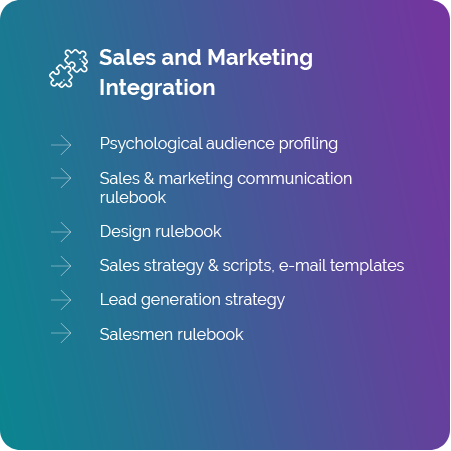 Sales and Marketing
Integration
Psychological audience profiling
Sales & marketing communication
rulebook
Design rulebook
Sales strategy & scripts, e-mail templates
Lead generation strategy
Salesmen rulebook